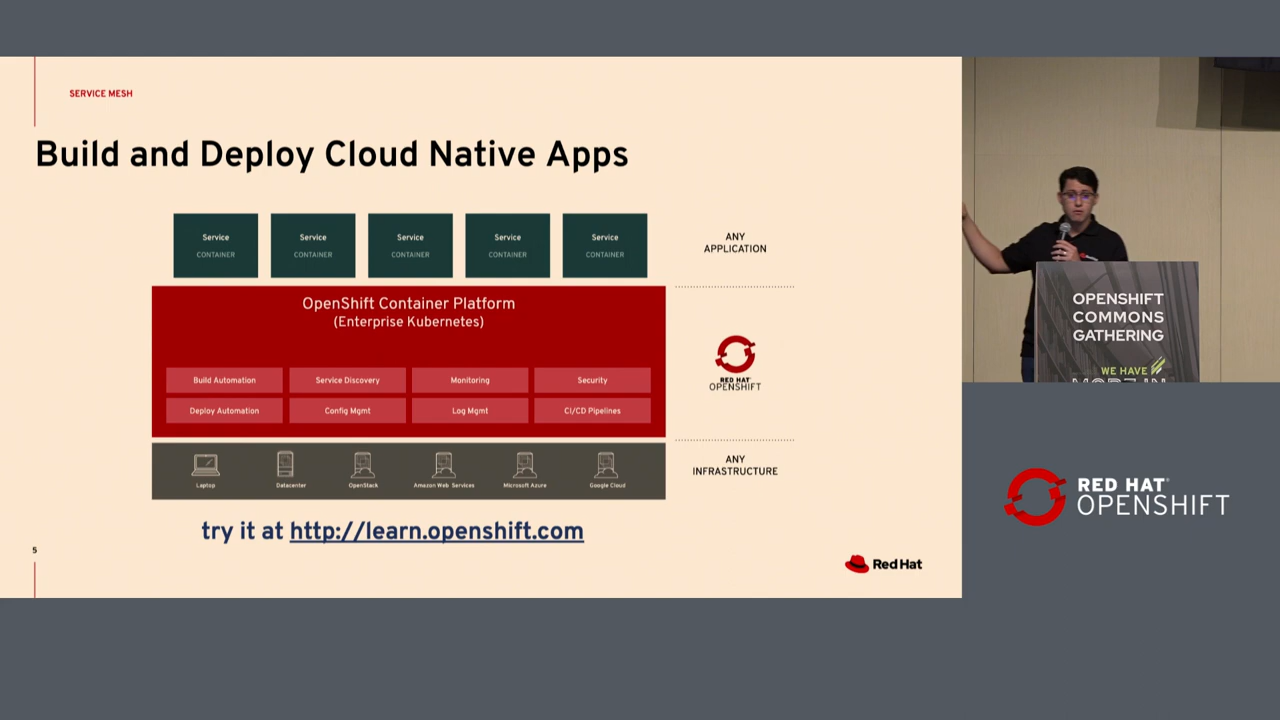 SERVICE MESH
Build and Deploy Cloud Native Apps
Service
CONTAINER
Service
CONTAINER
Service
CONTAINER
Service
CONTAINER
Service
CONTAINER
ANY
APPLICATION
OpenShift Container Platform
(Enterprise Kubernetes)
Build Automation
Service Discovery
Monitoring
Security
Deploy Automation
Config Mgmt
Log Mgmt
CI/CD Pipelines
RED HAT®
OPENSHIFT
Laptop
Datacenter
OpenStack
Amazon Web Services
Microsoft Azure
Google Cloud
ANY
INFRASTRUCTURE
try it at http://learn.openshift.com
5
Red Hat
OPENSHIFT
COMMONS
GATHERING
WE HAVE
MORE IN
RED HAT®
OPENSHIFT